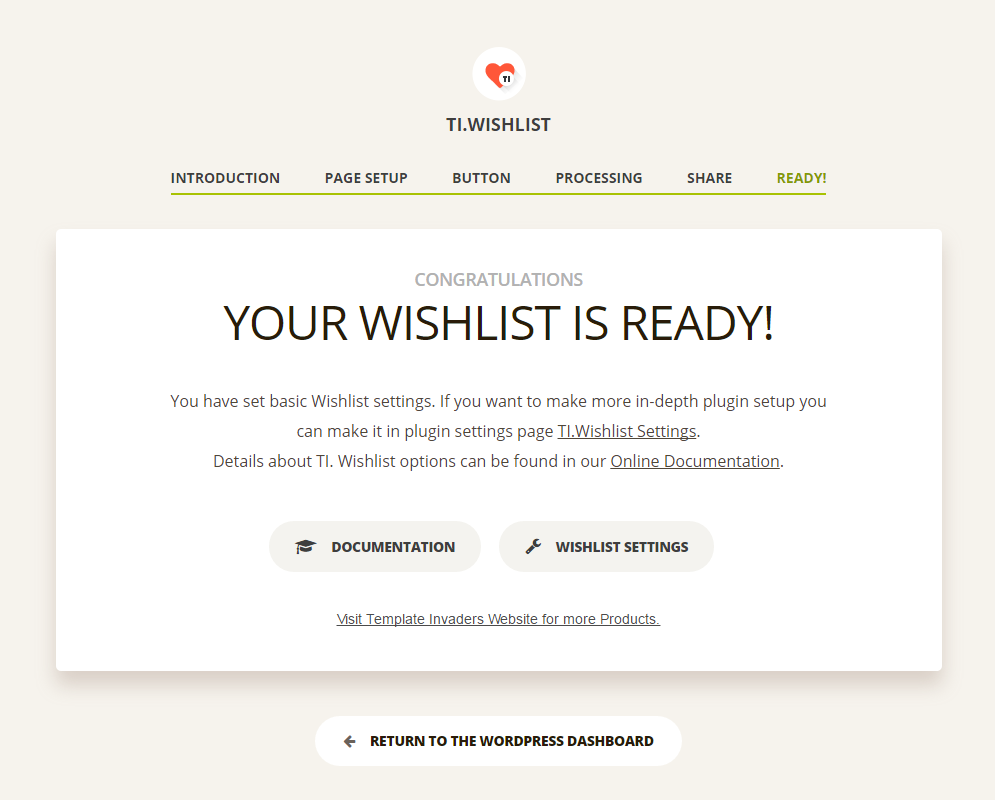 TI
TI.WISHLIST
INTRODUCTION PAGE SETUP BUTTON PROCESSING SHARE READY!
CONGRATULATIONS
YOUR WISHLIST IS READY!
You have set basic Wishlist settings. If you want to make more in-depth plugin setup you
can make it in plugin settings page TI.Wishlist Settings.
Details about TI. Wishlist options can be found in our Online Documentation.
DOCUMENTATION WISHLIST SETTINGS
Visit Template Invaders Website for more Products.
RETURN TO THE WORDPRESS DASHBOARD